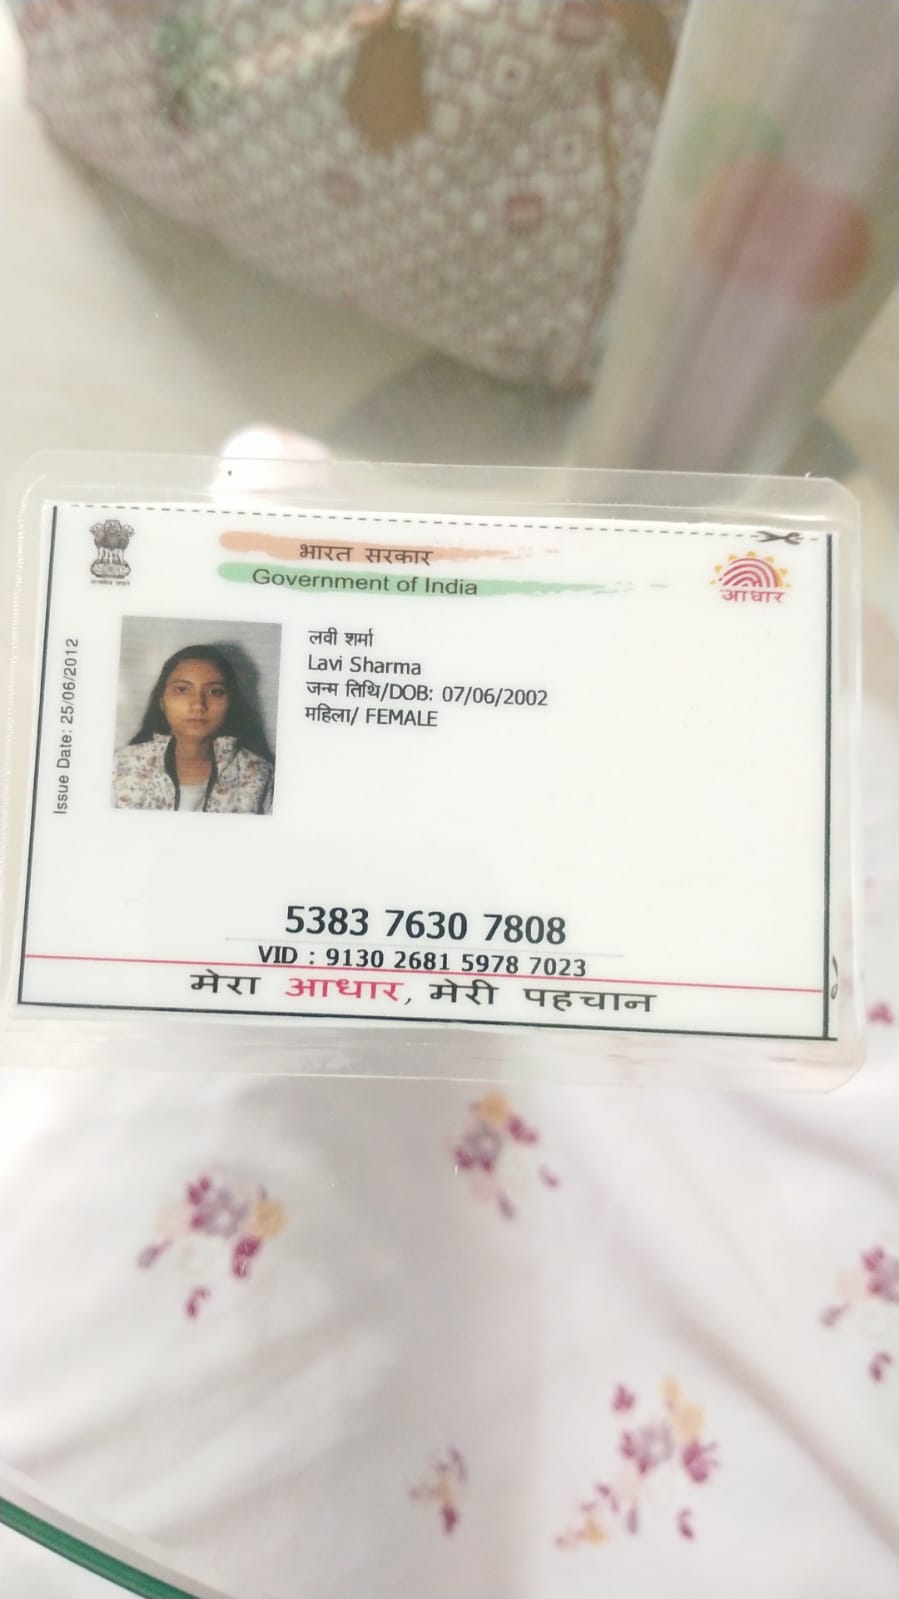 भारत सरकार
Government of India
आधार
Issue Date: 25/06/2012
लवी शर्मा
Lavi Sharma
जन्म तिथि/DOB: 07/06/2002
महिला/ FEMALE
5383 7630 7808
VID : 9130 2681 5978 7023
मेरा आधार, मेरी पहचान